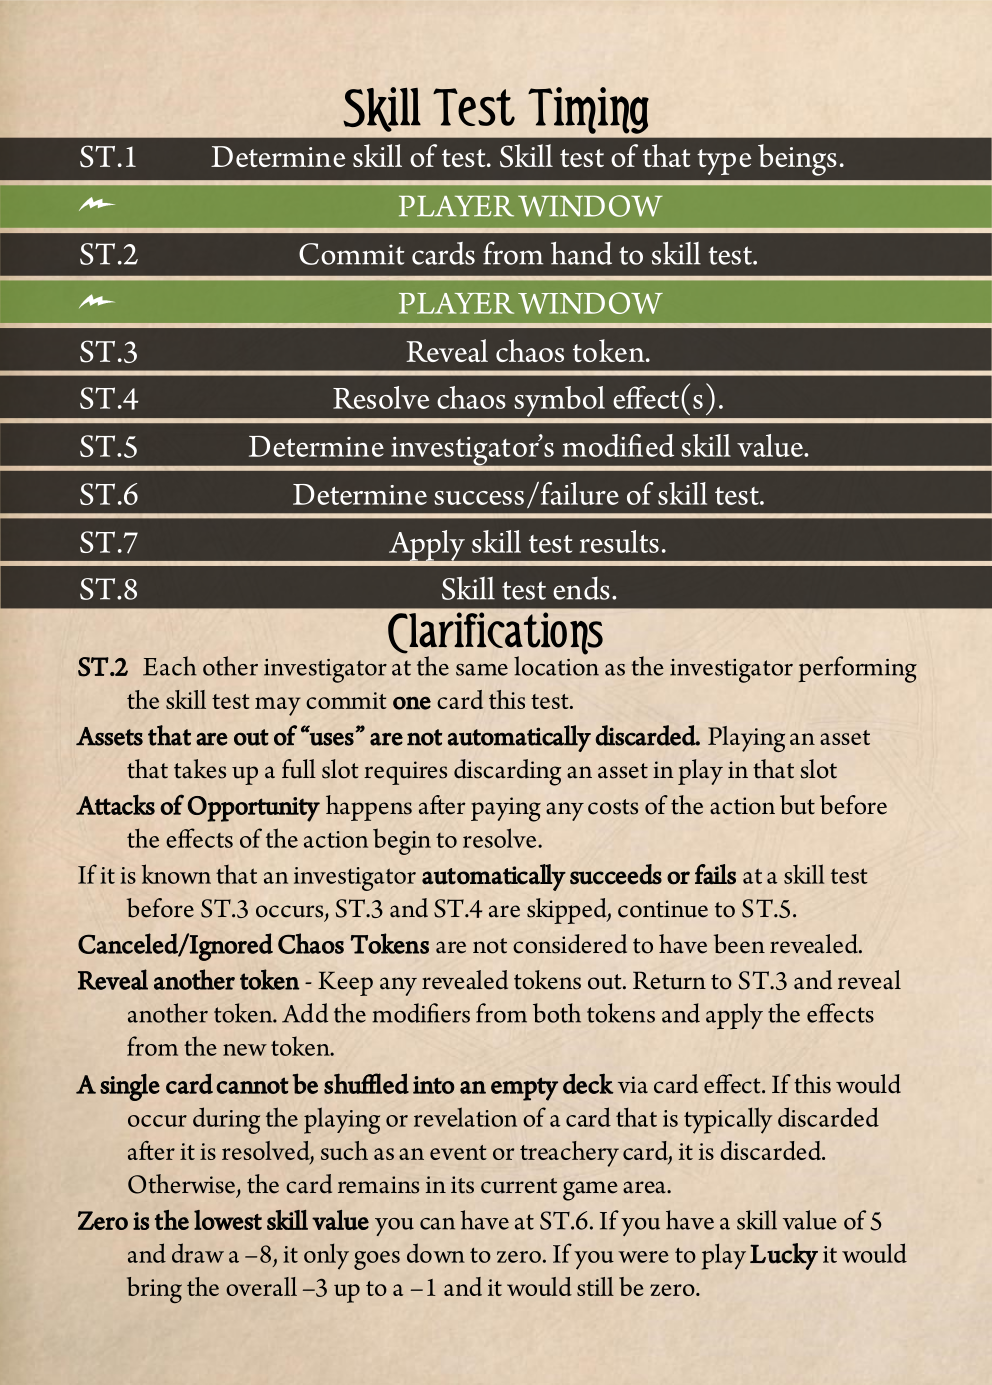 Skill Test Timing
ST.1 Determine skill of test. Skill test of that type beings.
PLAYER WINDOW
ST.2 Commit cards from hand to skill test.
PLAYER WINDOW
ST.3 Reveal chaos token.
ST.4 Resolve chaos symbol effect(s).
ST.5 Determine investigator’s modified skill value.
ST.6 Determine success/failure of skill test.
ST.7 Apply skill test results.
ST.8 Skill test ends.
Clarifications
ST.2 Each other investigator at the same location as the investigator performing
the skill test may commit one card this test.
Assets that are out of “uses” are not automatically discarded. Playing an asset
that takes up a full slot requires discarding an asset in play in that slot
Attacks of Opportunity happens after paying any costs of the action but before
the effects of the action begin to resolve.
If it is known that an investigator automatically succeeds or fails at a skill test
before ST.3 occurs, ST.3 and ST.4 are skipped, continue to ST.5.
Canceled/Ignored Chaos Tokens are not considered to have been revealed.
Reveal another token - Keep any revealed tokens out. Return to ST.3 and reveal
another token. Add the modifiers from both tokens and apply the effects
from the new token.
A single card cannot be shuffled into an empty deck via card effect. If this would
occur during the playing or revelation of a card that is typically discarded
after it is resolved, such as an event or treachery card, it is discarded.
Otherwise, the card remains in its current game area.
Zero is the lowest skill value you can have at ST.6. If you have a skill value of 5
and draw a –8, it only goes down to zero. If you were to play Lucky it would
bring the overall –3 up to a –1 and it would still be zero.